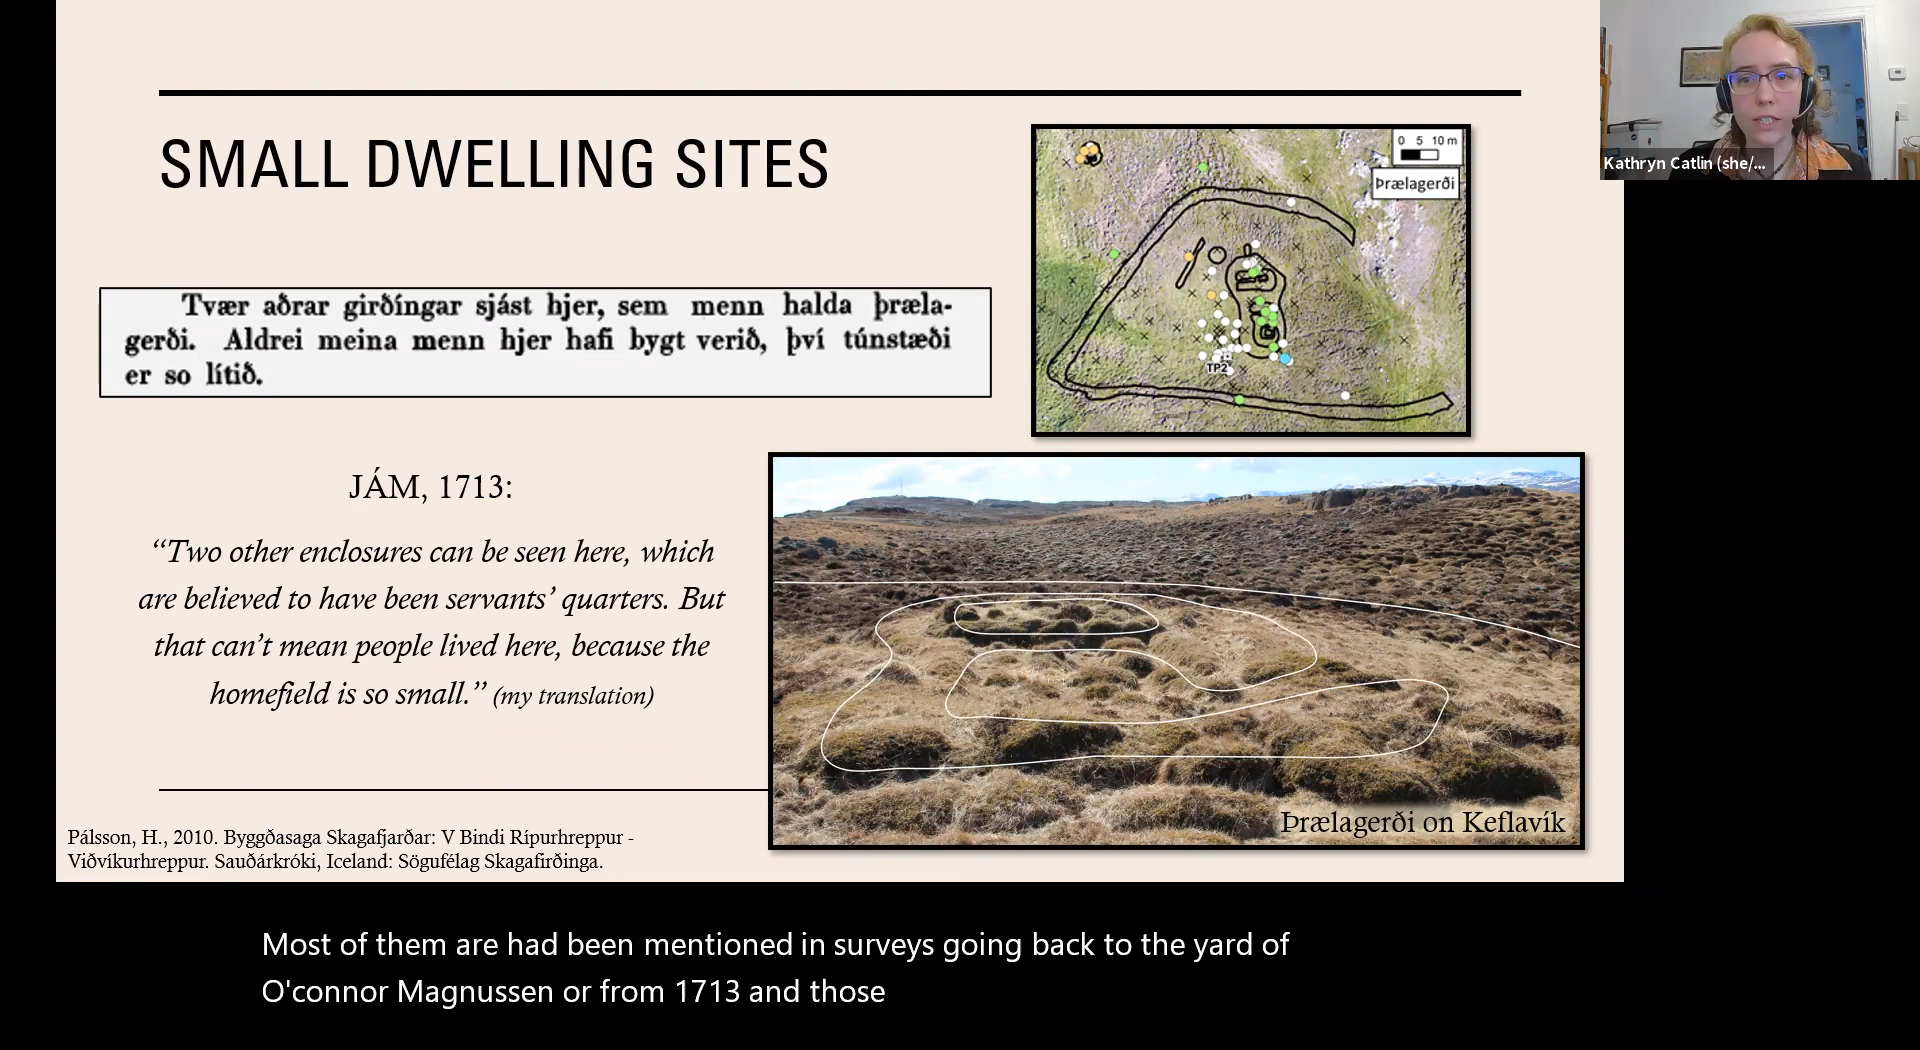 SMALL DWELLING SITES
Tvær aðrar girðíngar sjást hjer, sem menn halda þræla-
gerði. Aldrei meina menn hjer hafi bygt verið, því túnstæði
er so lítið.
JÁM, 1713:
“Two other enclosures can be seen here, which
are believed to have been servants’ quarters. But
that can’t mean people lived here, because the
homefield is so small.” (my translation)
Pálsson, H., 2010. Byggðasaga Skagafjarðar: V Bindi Rípurhreppur -
Viðvíkurhreppur. Sauðárkróki, Iceland: Sögufélag Skagafirðinga.
0 5 10 m
Þrælagerði
TP2
Þrælagerði on Keflavík
Kathryn Catlin (she/...
Most of them are had been mentioned in surveys going back to the yard of
O'connor Magnussen or from 1713 and those